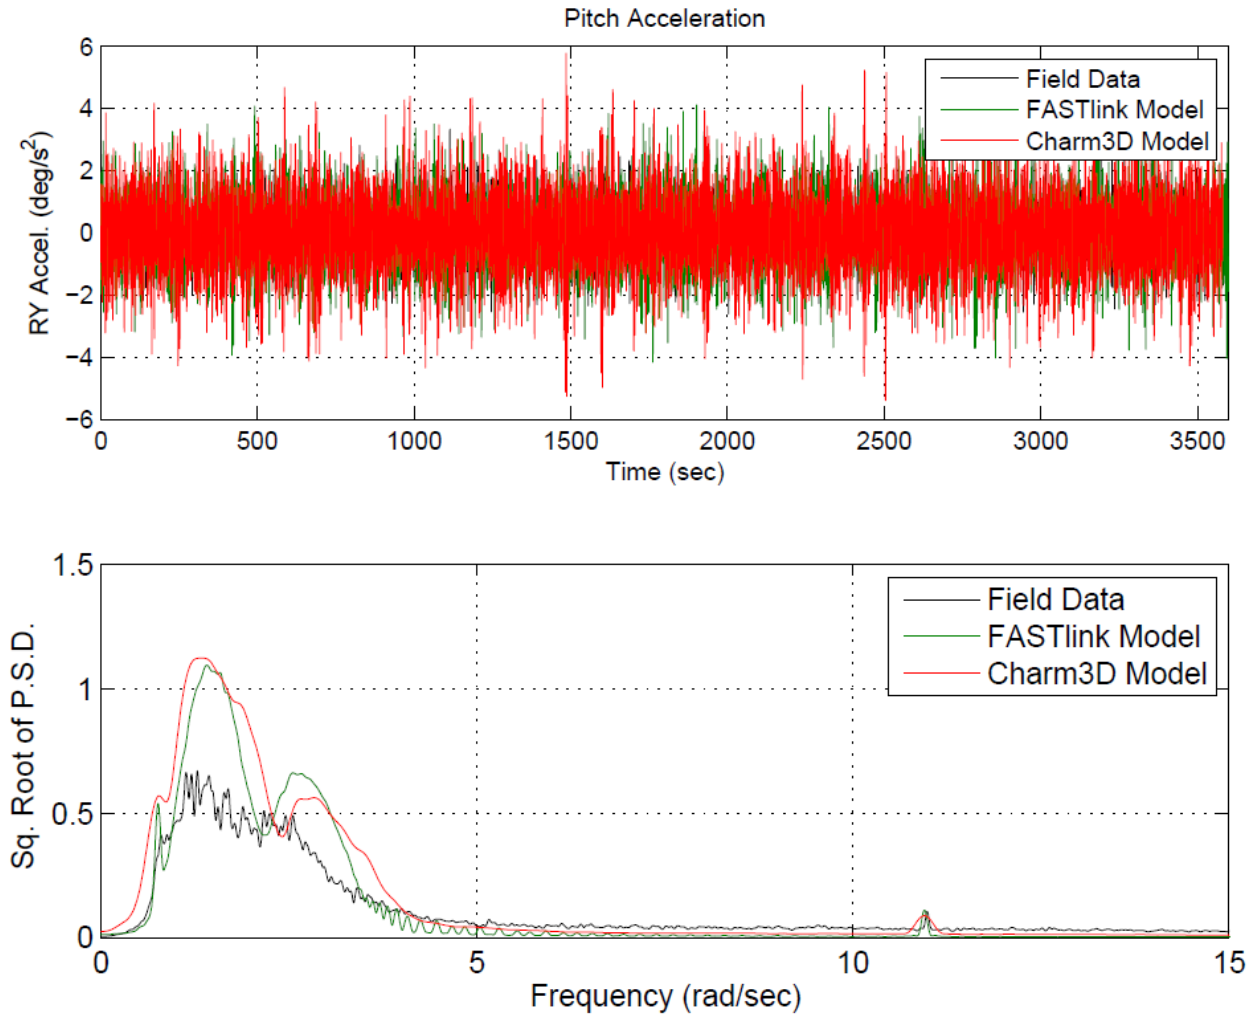 Pitch Acceleration
6
4
2
0
−2
−4
−6
RY Accel. (deg/s2)
Field Data
FASTlink Model
Charm3D Model
0 500 1000 1500 2000 2500 3000 3500
Time (sec)
1.5
1
0.5
0
Sq. Root of P.S.D.
Field Data
FASTlink Model
Charm3D Model
0 5 10 15
Frequency (rad/sec)